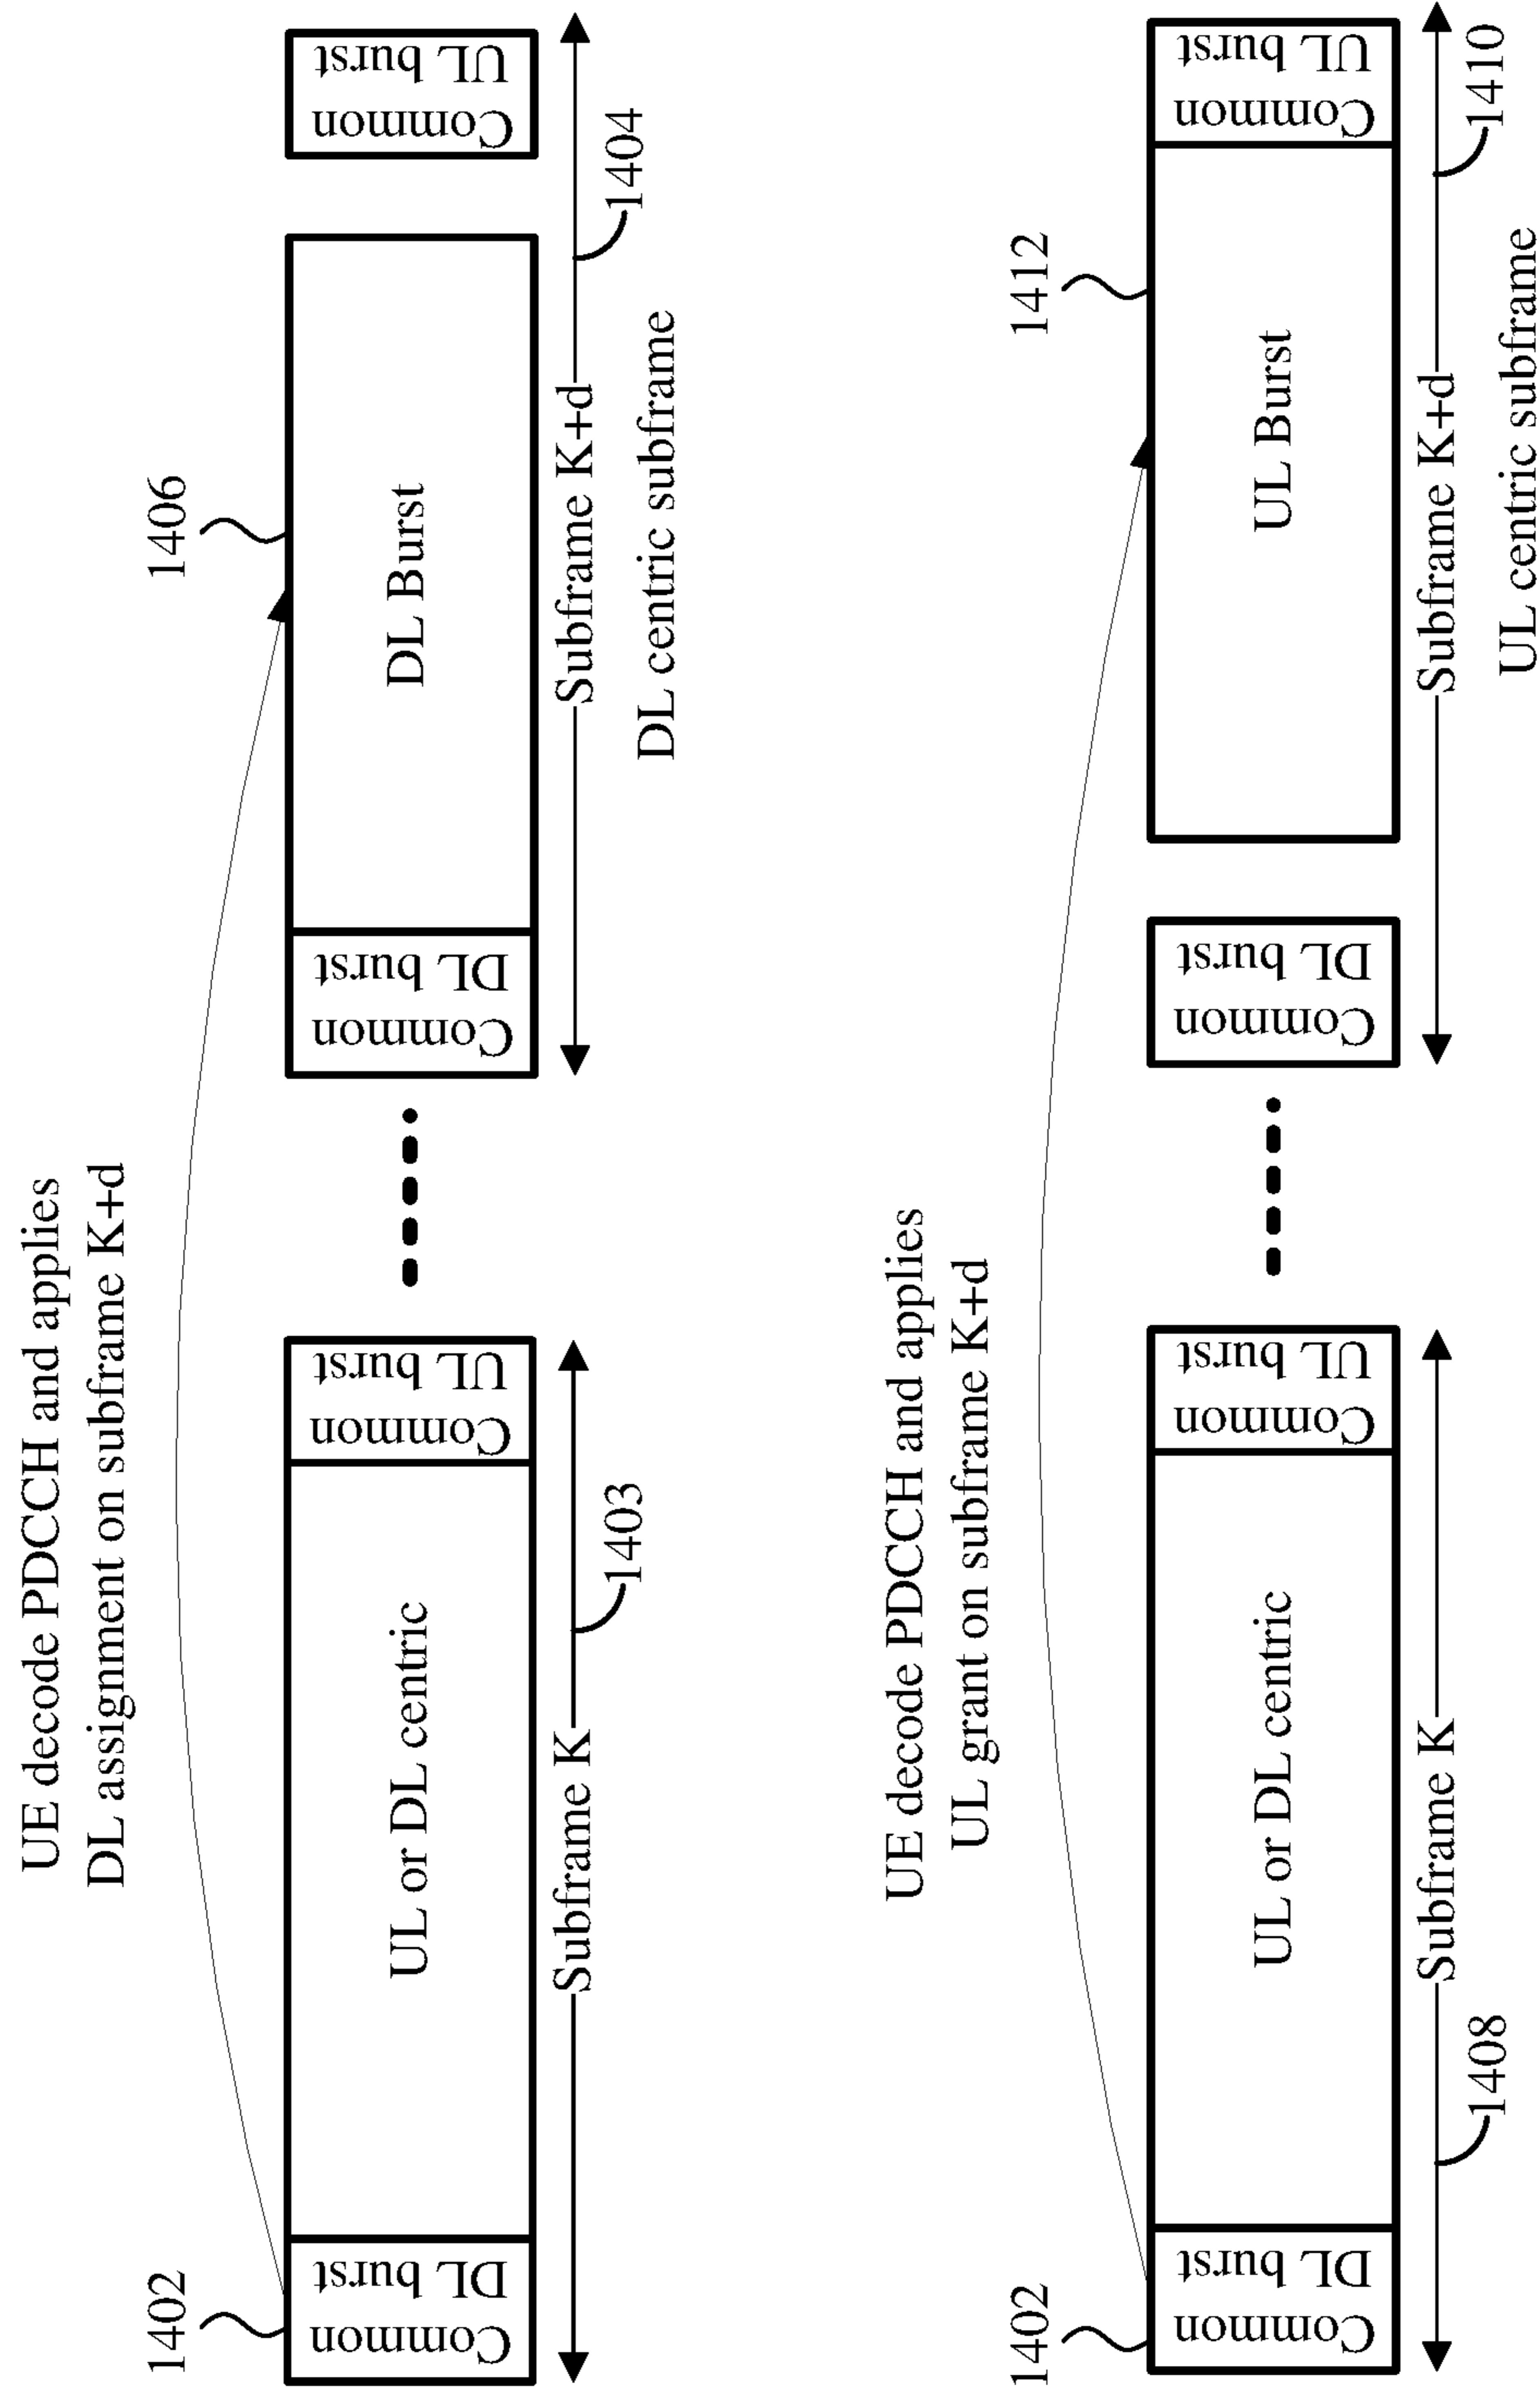 UE decode PDCCH and applies
DL assignment on subframe K+d
1402
1406
Common
DL burst
UL or DL centric
Common
UL burst
Common
DL burst
DL Burst
Common
UL burst
Subframe K
Subframe K+d
1403
1404
DL centric subframe
UE decode PDCCH and applies
UL grant on subframe K+d
1402
1412
Common
DL burst
UL or DL centric
Common
UL burst
Common
DL burst
UL Burst
Common
UL burst
Subframe K
Subframe K+d
1408
1410
UL centric subframe